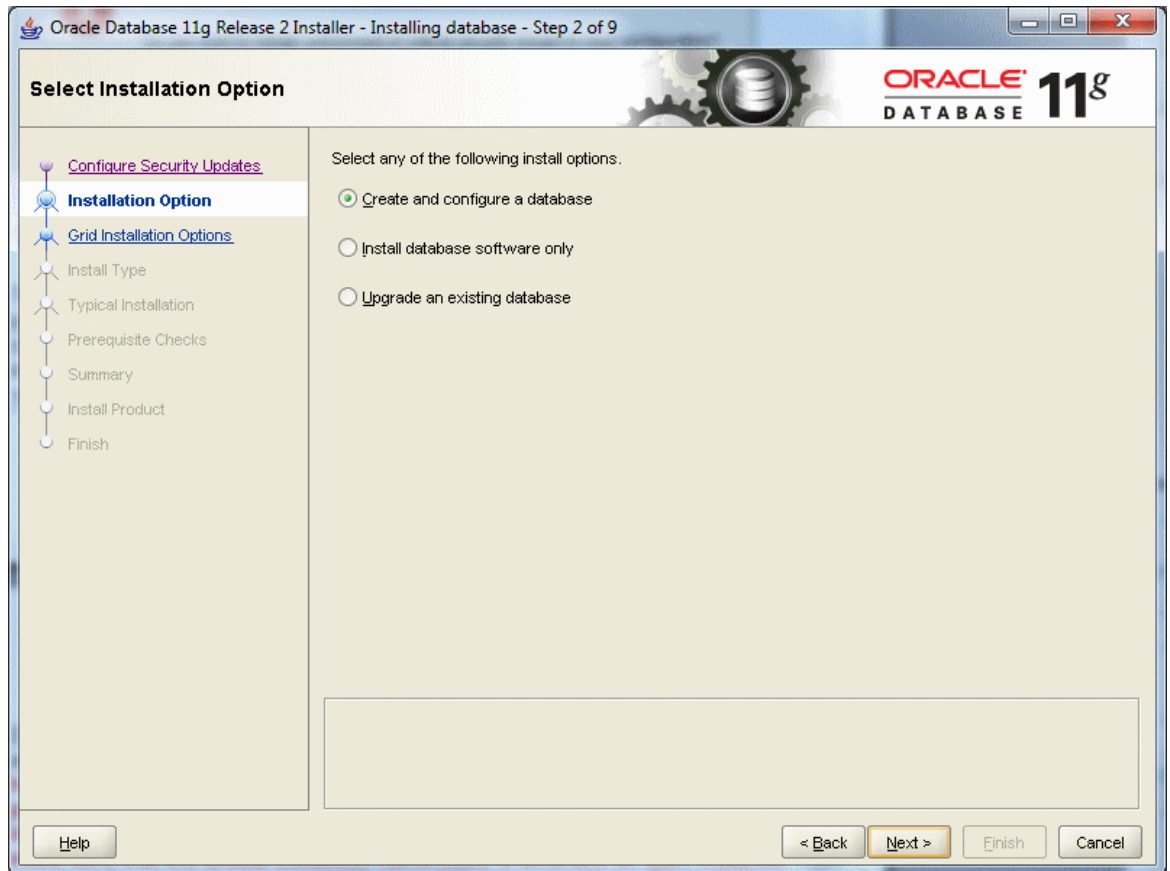 Oracle Database 11g Release 2 Installer - Installing database - Step 2 of 9
Select Installation Option
ORACLE 11g
DATABASE
Configure Security Updates
Installation Option
Grid Installation Options
Install Type
Typical Installation
Prerequisite Checks
Summary
Install Product
Finish
Select any of the following install options.
Create and configure a database
Install database software only
Upgrade an existing database
Help
< Back
Next >
Finish
Cancel